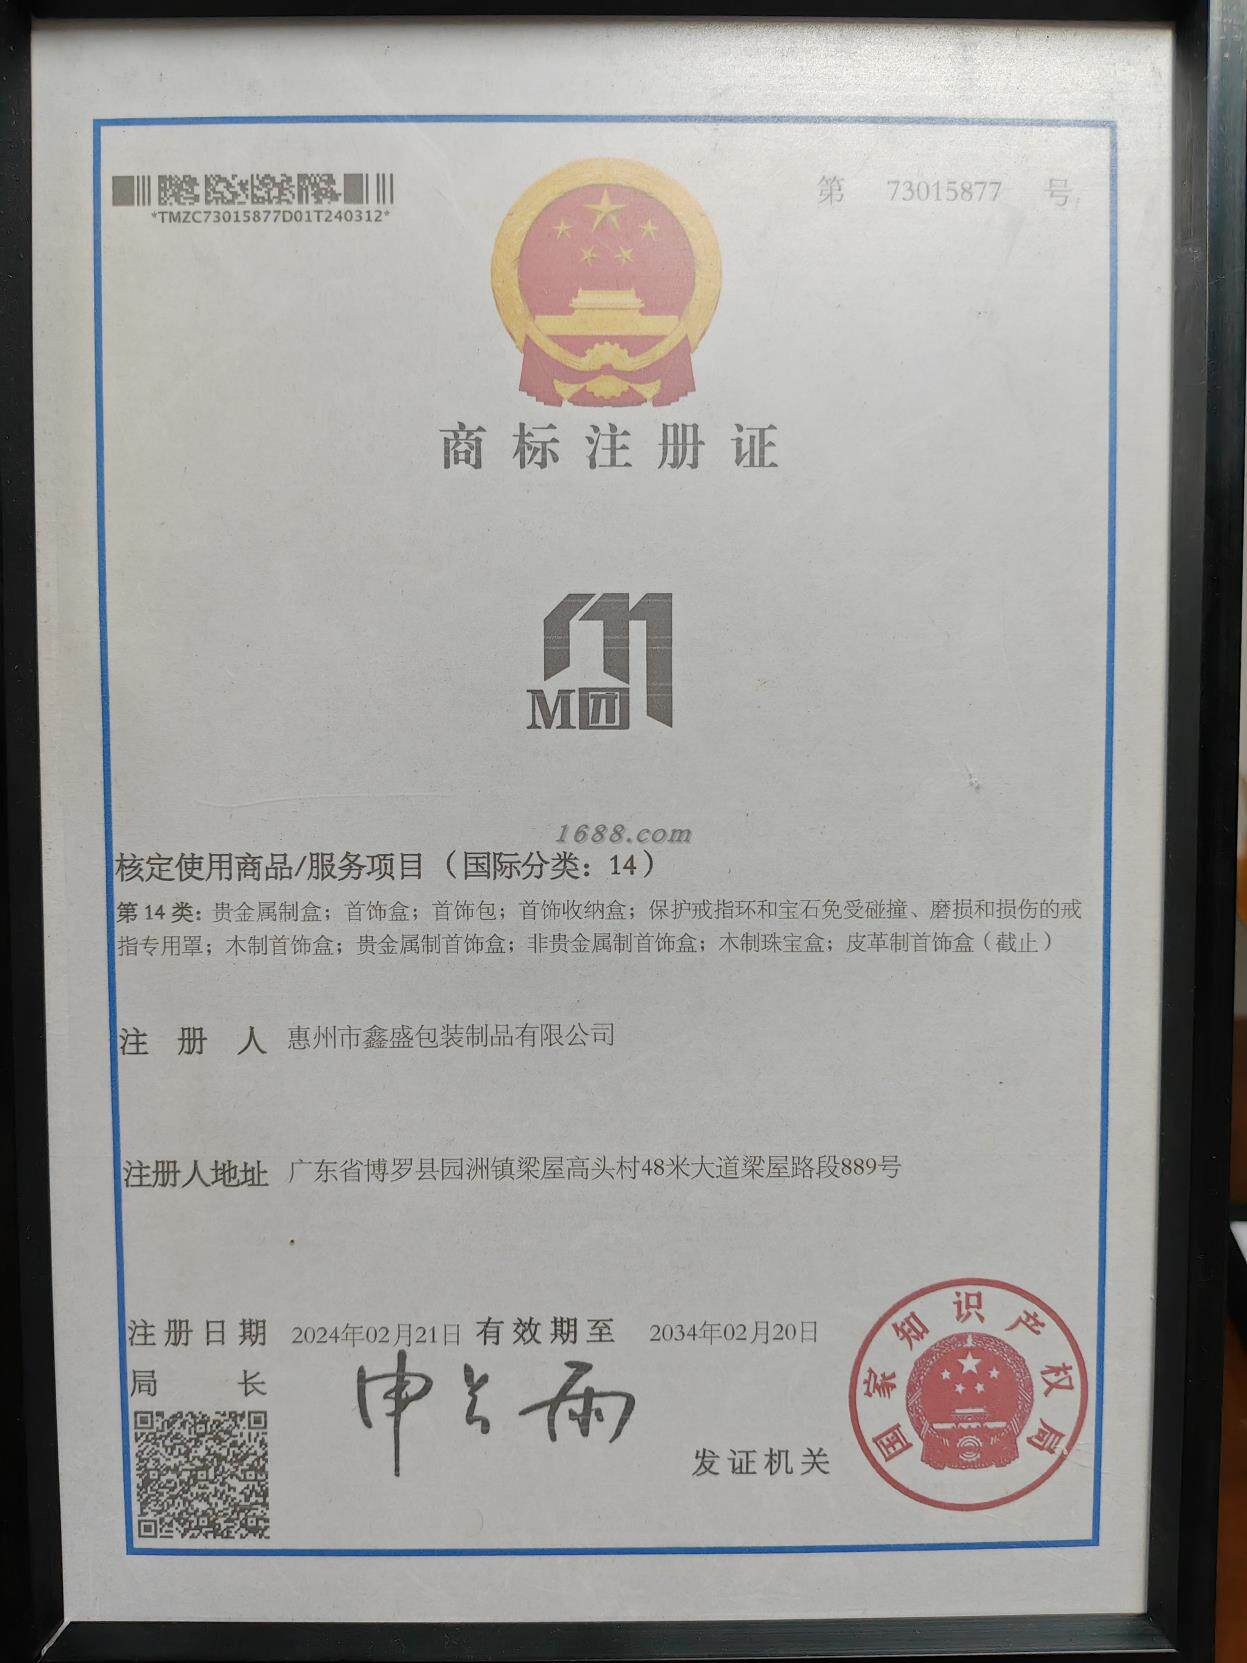 *TMZC73015877D01T240312*
第 73015877 号
商标注册证
M团
1688.com
核定使用商品/服务项目（国际分类：14）
第14类：贵金属制盒；首饰盒；首饰包；首饰收纳盒；保护戒指环和宝石免受碰撞、磨损和损伤的戒
指专用罩；木制首饰盒；贵金属制首饰盒；非贵金属制首饰盒；木制珠宝盒；皮革制首饰盒（截止）
注册人 惠州市鑫盛包装制品有限公司
注册人地址 广东省博罗县园洲镇梁屋高头村48米大道梁屋路段889号
注册日期 2024年02月21日 有效期至 2034年02月20日
局长 申长雨
发证机关
国家知识产权局